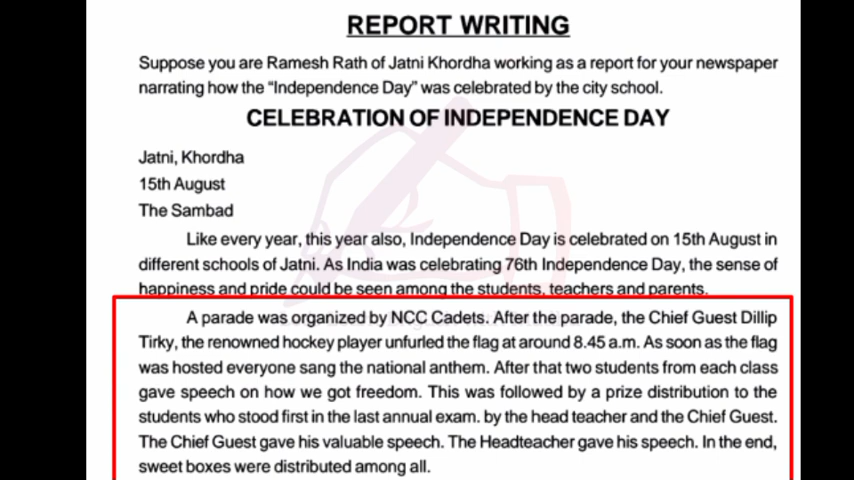 REPORT WRITING
Suppose you are Ramesh Rath of Jatni Khordha working as a report for your newspaper
narrating how the “Independence Day” was celebrated by the city school.
CELEBRATION OF INDEPENDENCE DAY
Jatni, Khordha
15th August
The Sambad
Like every year, this year also, Independence Day is celebrated on 15th August in
different schools of Jatni. As India was celebrating 76th Independence Day, the sense of
happiness and pride could be seen among the students, teachers and parents.
A parade was organized by NCC Cadets. After the parade, the Chief Guest Dillip
Tirky, the renowned hockey player unfurled the flag at around 8.45 a.m. As soon as the flag
was hosted everyone sang the national anthem. After that two students from each class
gave speech on how we got freedom. This was followed by a prize distribution to the
students who stood first in the last annual exam. by the head teacher and the Chief Guest.
The Chief Guest gave his valuable speech. The Headteacher gave his speech. In the end,
sweet boxes were distributed among all.